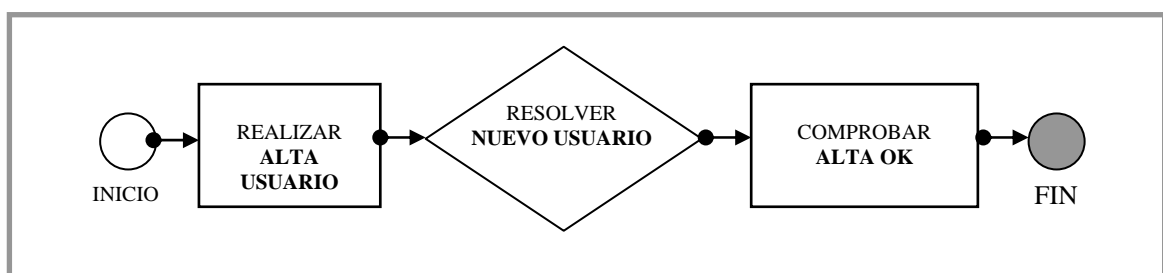 INICIO
REALIZAR
ALTA
USUARIO
RESOLVER
NUEVO USUARIO
COMPROBAR
ALTA OK
FIN